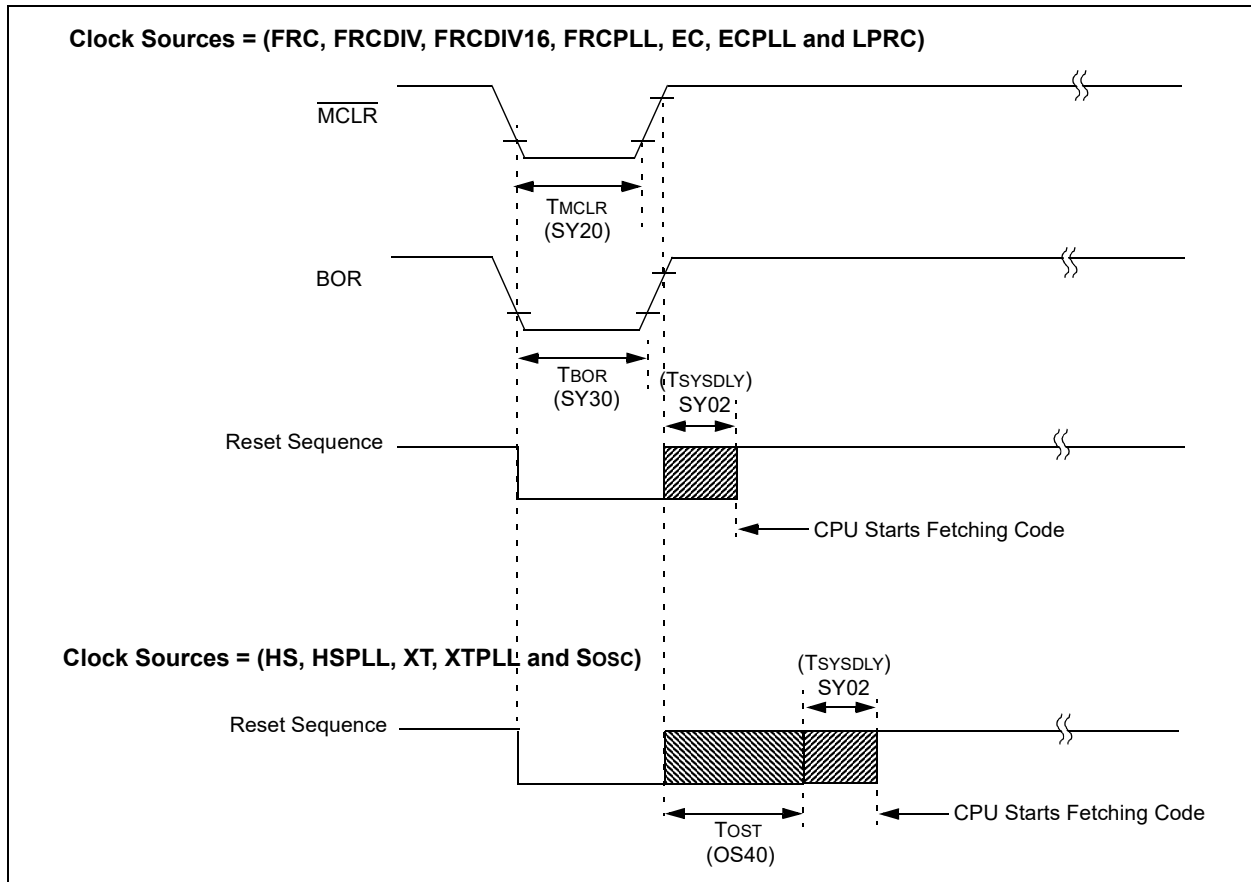 Clock Sources = (FRC, FRCDIV, FRCDIV16, FRCPLL, EC, ECPLL and LPRC)
MCLR
TMCLR
(SY20)
BOR
TBOR
(SY30)
(TSYSDLY)
SY02
Reset Sequence
CPU Starts Fetching Code
Clock Sources = (HS, HSPLL, XT, XTPLL and SOSC)
(TSYSDLY)
SY02
Reset Sequence
CPU Starts Fetching Code
TOST
(OS40)